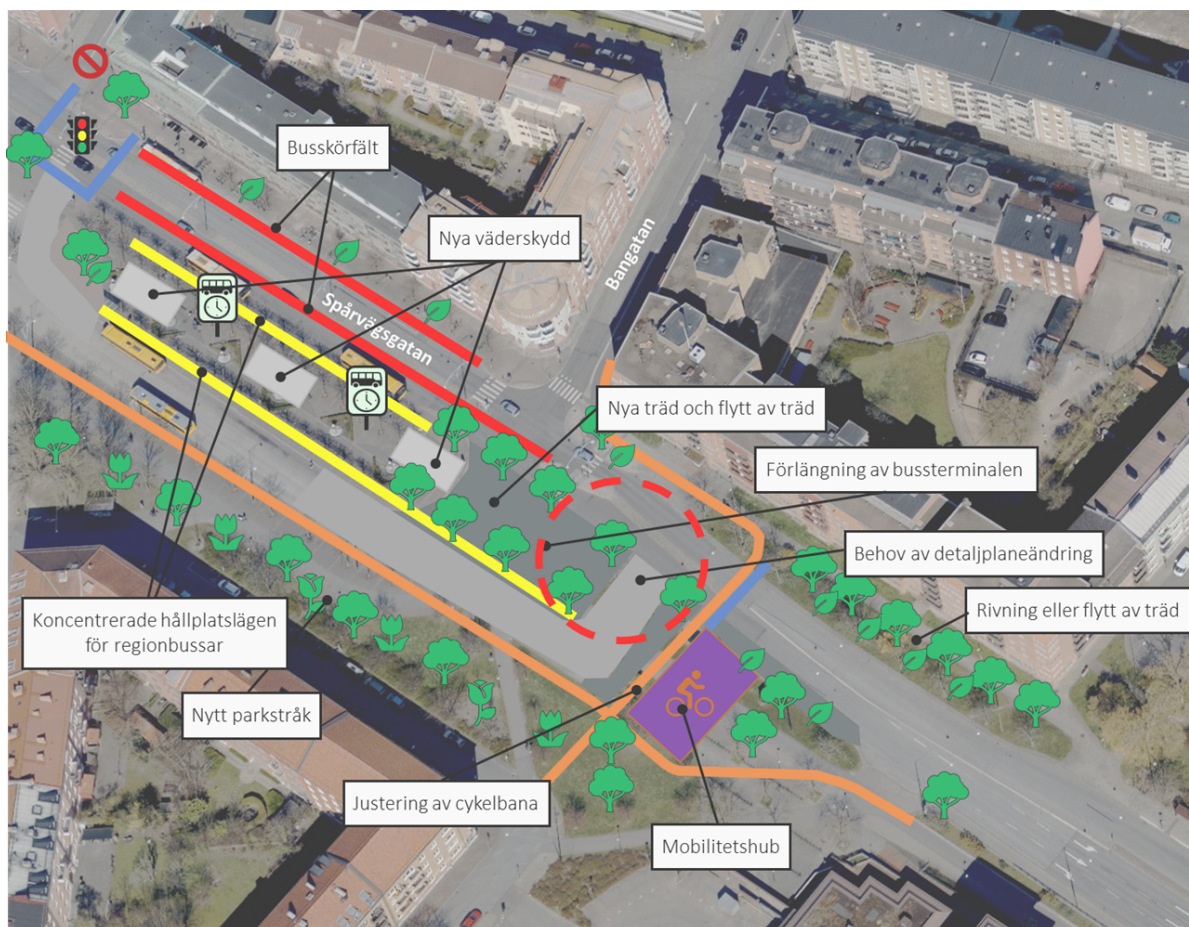 Busskörfält
Nya väderskydd
Bangatan
Spårvägsgatan
Nya träd och flytt av träd
Förlängning av bussterminalen
Behov av detaljplaneändring
Rivning eller flytt av träd
Koncentrerade hållplatslägen
för regionbussar
Nytt parkstråk
Justering av cykelbana
Mobilitetshub